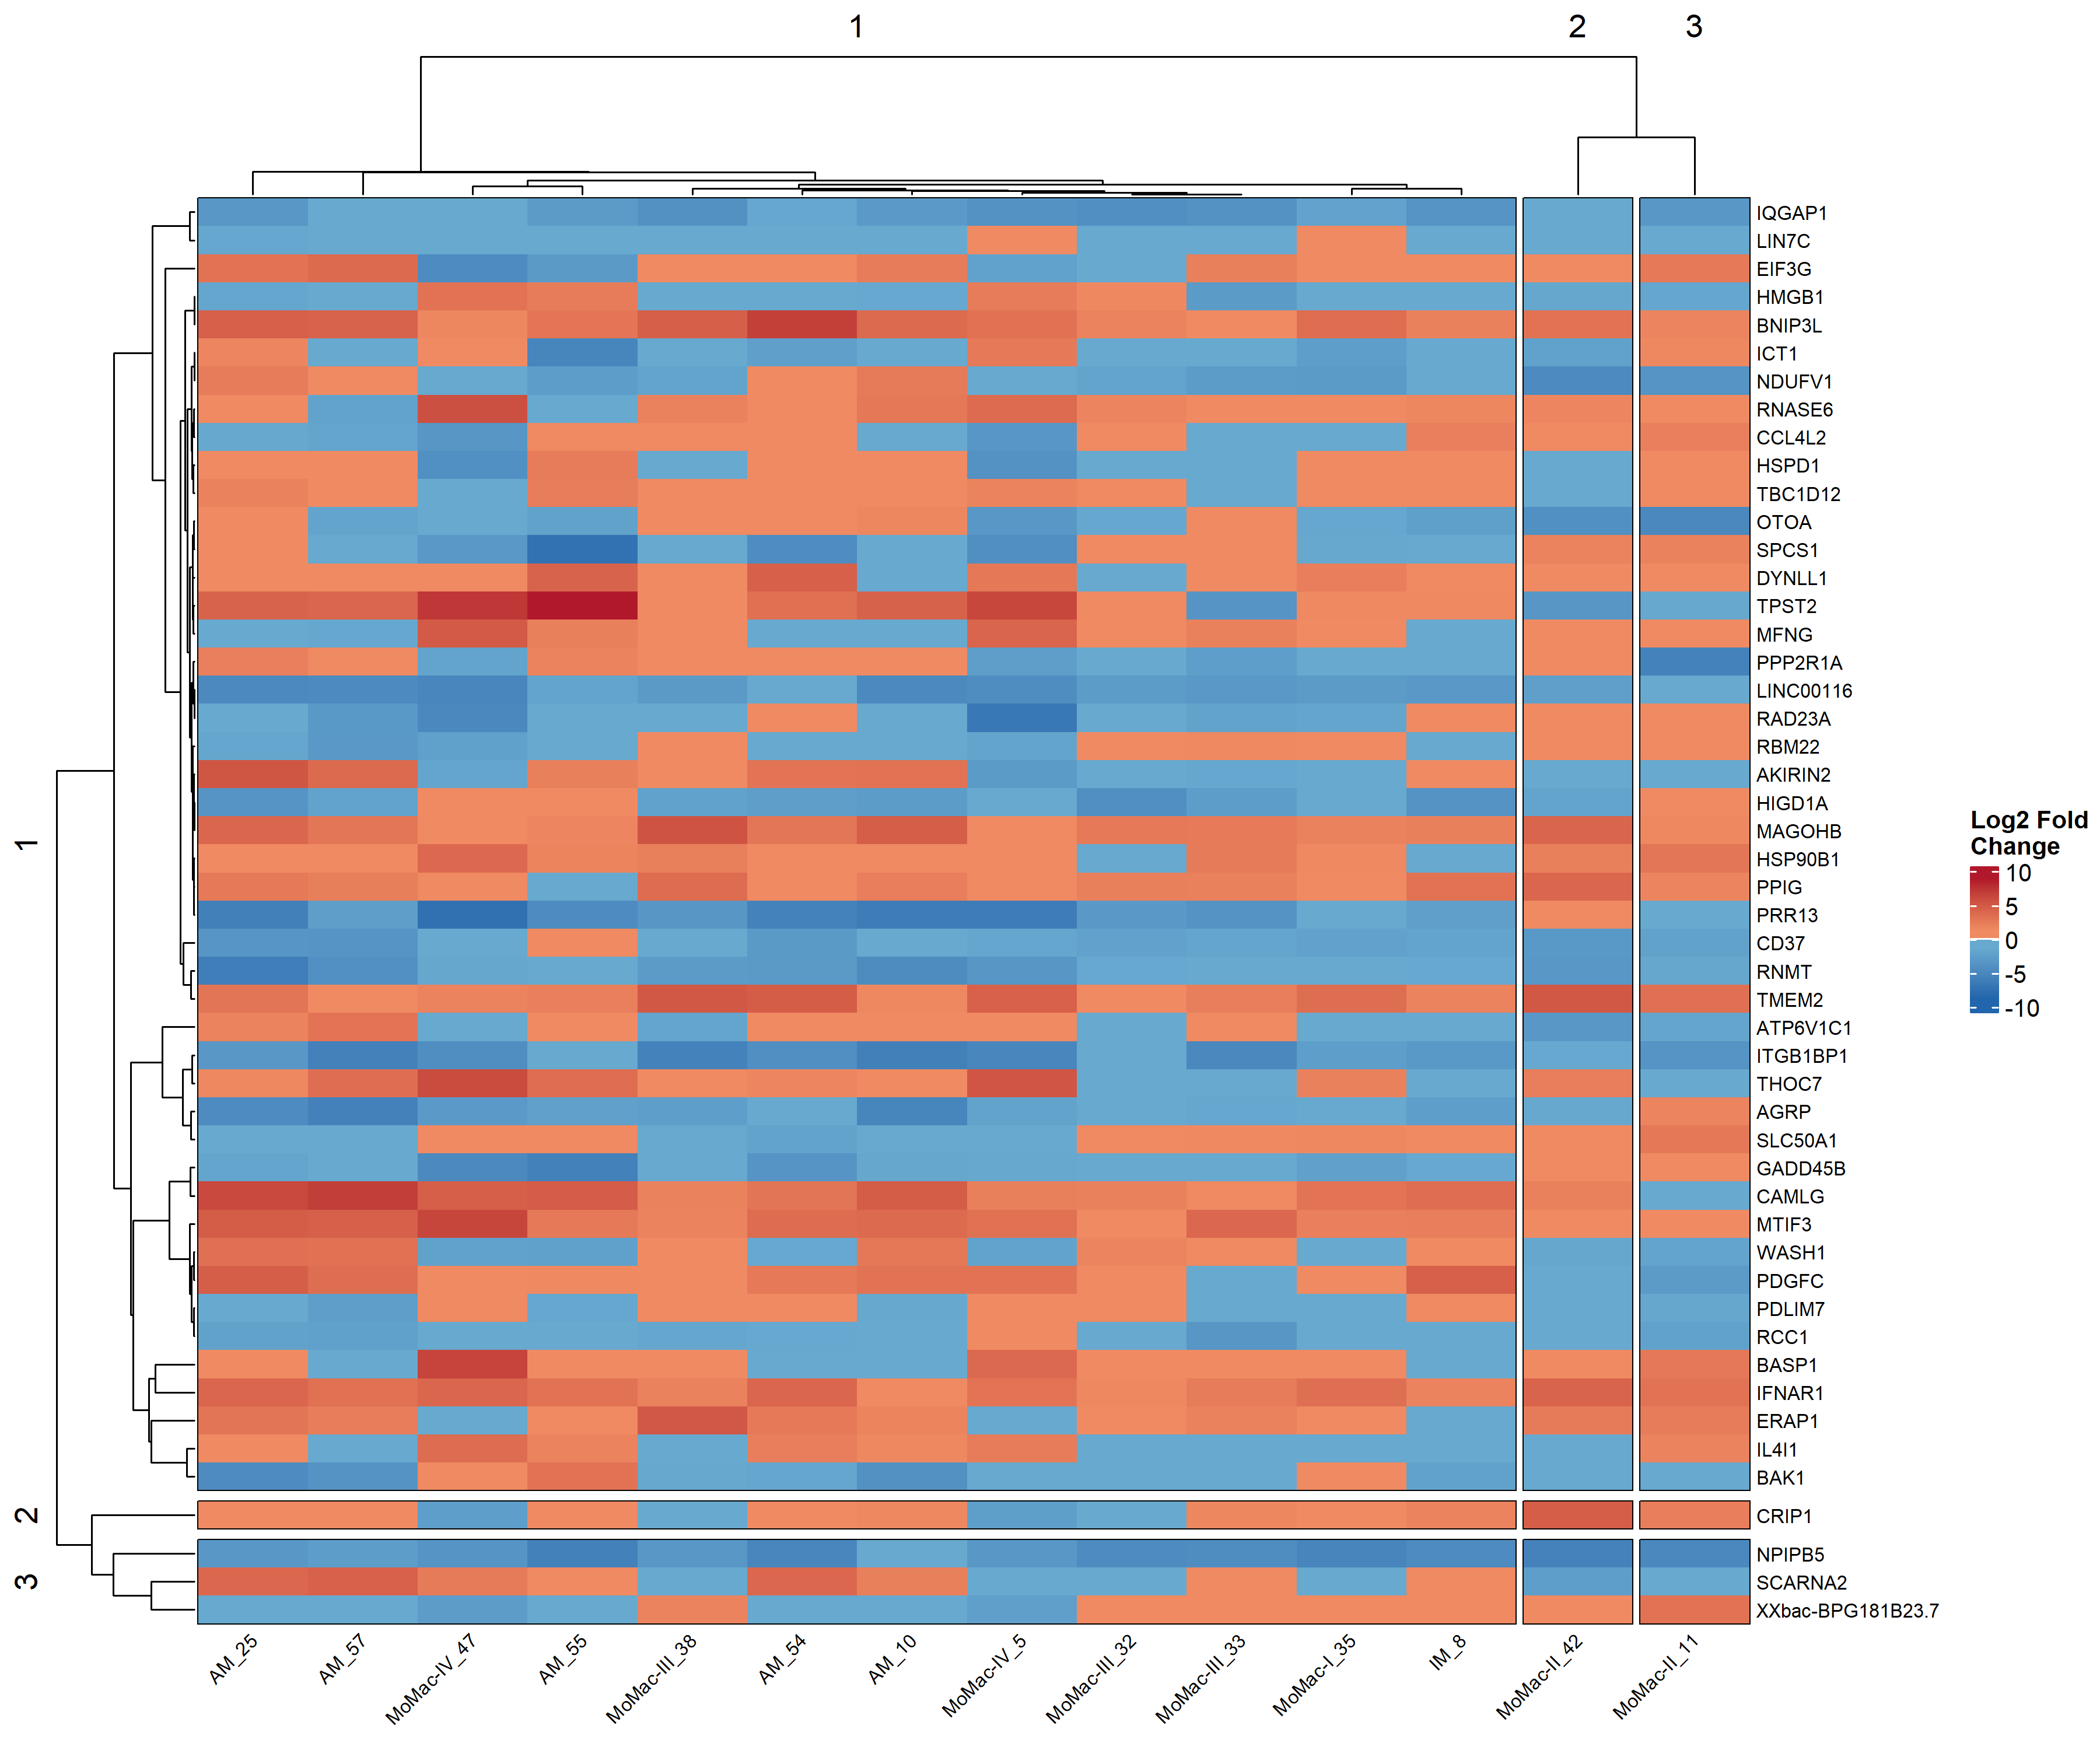 1
2
3
IQGAP1
LIN7C
EIF3G
HMGB1
BNIP3L
ICT1
NDUFV1
RNASE6
CCL4L2
HSPD1
TBC1D12
OTOA
SPCS1
DYNLL1
TPST2
MFNG
PPP2R1A
LINC00116
RAD23A
RBM22
AKIRIN2
HIGD1A
MAGOHB
HSP90B1
PPIG
PRR13
CD37
RNMT
TMEM2
ATP6V1C1
ITGB1BP1
THOC7
AGRP
SLC50A1
GADD45B
CAMLG
MTIF3
WASH1
PDGFC
PDLIM7
RCC1
BASP1
IFNAR1
ERAP1
IL4I1
BAK1
CRIP1
NPIPB5
SCARNA2
XXbac-BPG181B23.7
1
2
3
AM_25
AM_57
MoMac-IV_47
AM_55
MoMac-III_38
AM_54
AM_10
MoMac-IV_5
MoMac-III_32
MoMac-III_33
MoMac-I_35
IM_8
MoMac-II_42
MoMac-II_11
Log2 Fold
Change
10
5
0
-5
-10